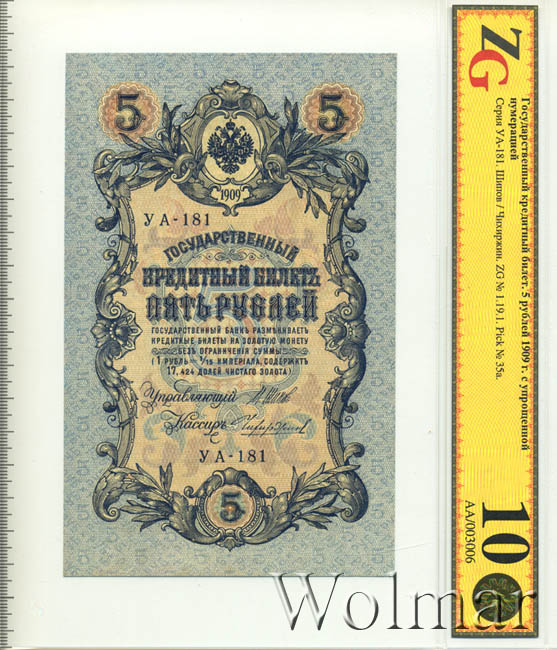 5 5
1909
УА-181
ГОСУДАРСТВЕННЫЙ
КРЕДИТНЫЙ БИЛЕТЪ
ПЯТЬ РУБЛЕЙ
ГОСУДАРСТВЕННЫЙ БАНКЪ РАЗМѢНИВАЕТЪ
КРЕДИТНЫЕ БИЛЕТЫ НА ЗОЛОТУЮ МОНЕТУ
БЕЗЪ ОГРАНИЧЕНІЯ СУММЫ
(1 РУБЛЬ = 1/15 ИМПЕРІАЛА, СОДЕРЖИТЪ
17,424 ДОЛЕЙ ЧИСТАГО ЗОЛОТА)
Управляющій
Кассиръ
УА-181
5
ZG
Государственный кредитный билет. 5 рублей 1909 г. с упрощенной
нумерацией
Серия УА-181. Шипов / Чихиржин. ZG № 1.19.1. Pick № 35a.
10
AA/003006
Wolmar